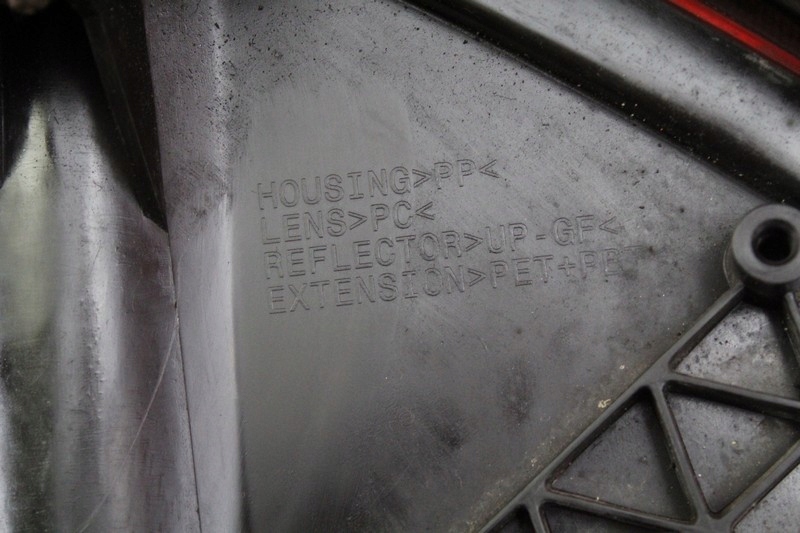 HOUSING>PP<
LENS>PC<
REFLECTOR>UP-GF<
EXTENSION>PET+PBT